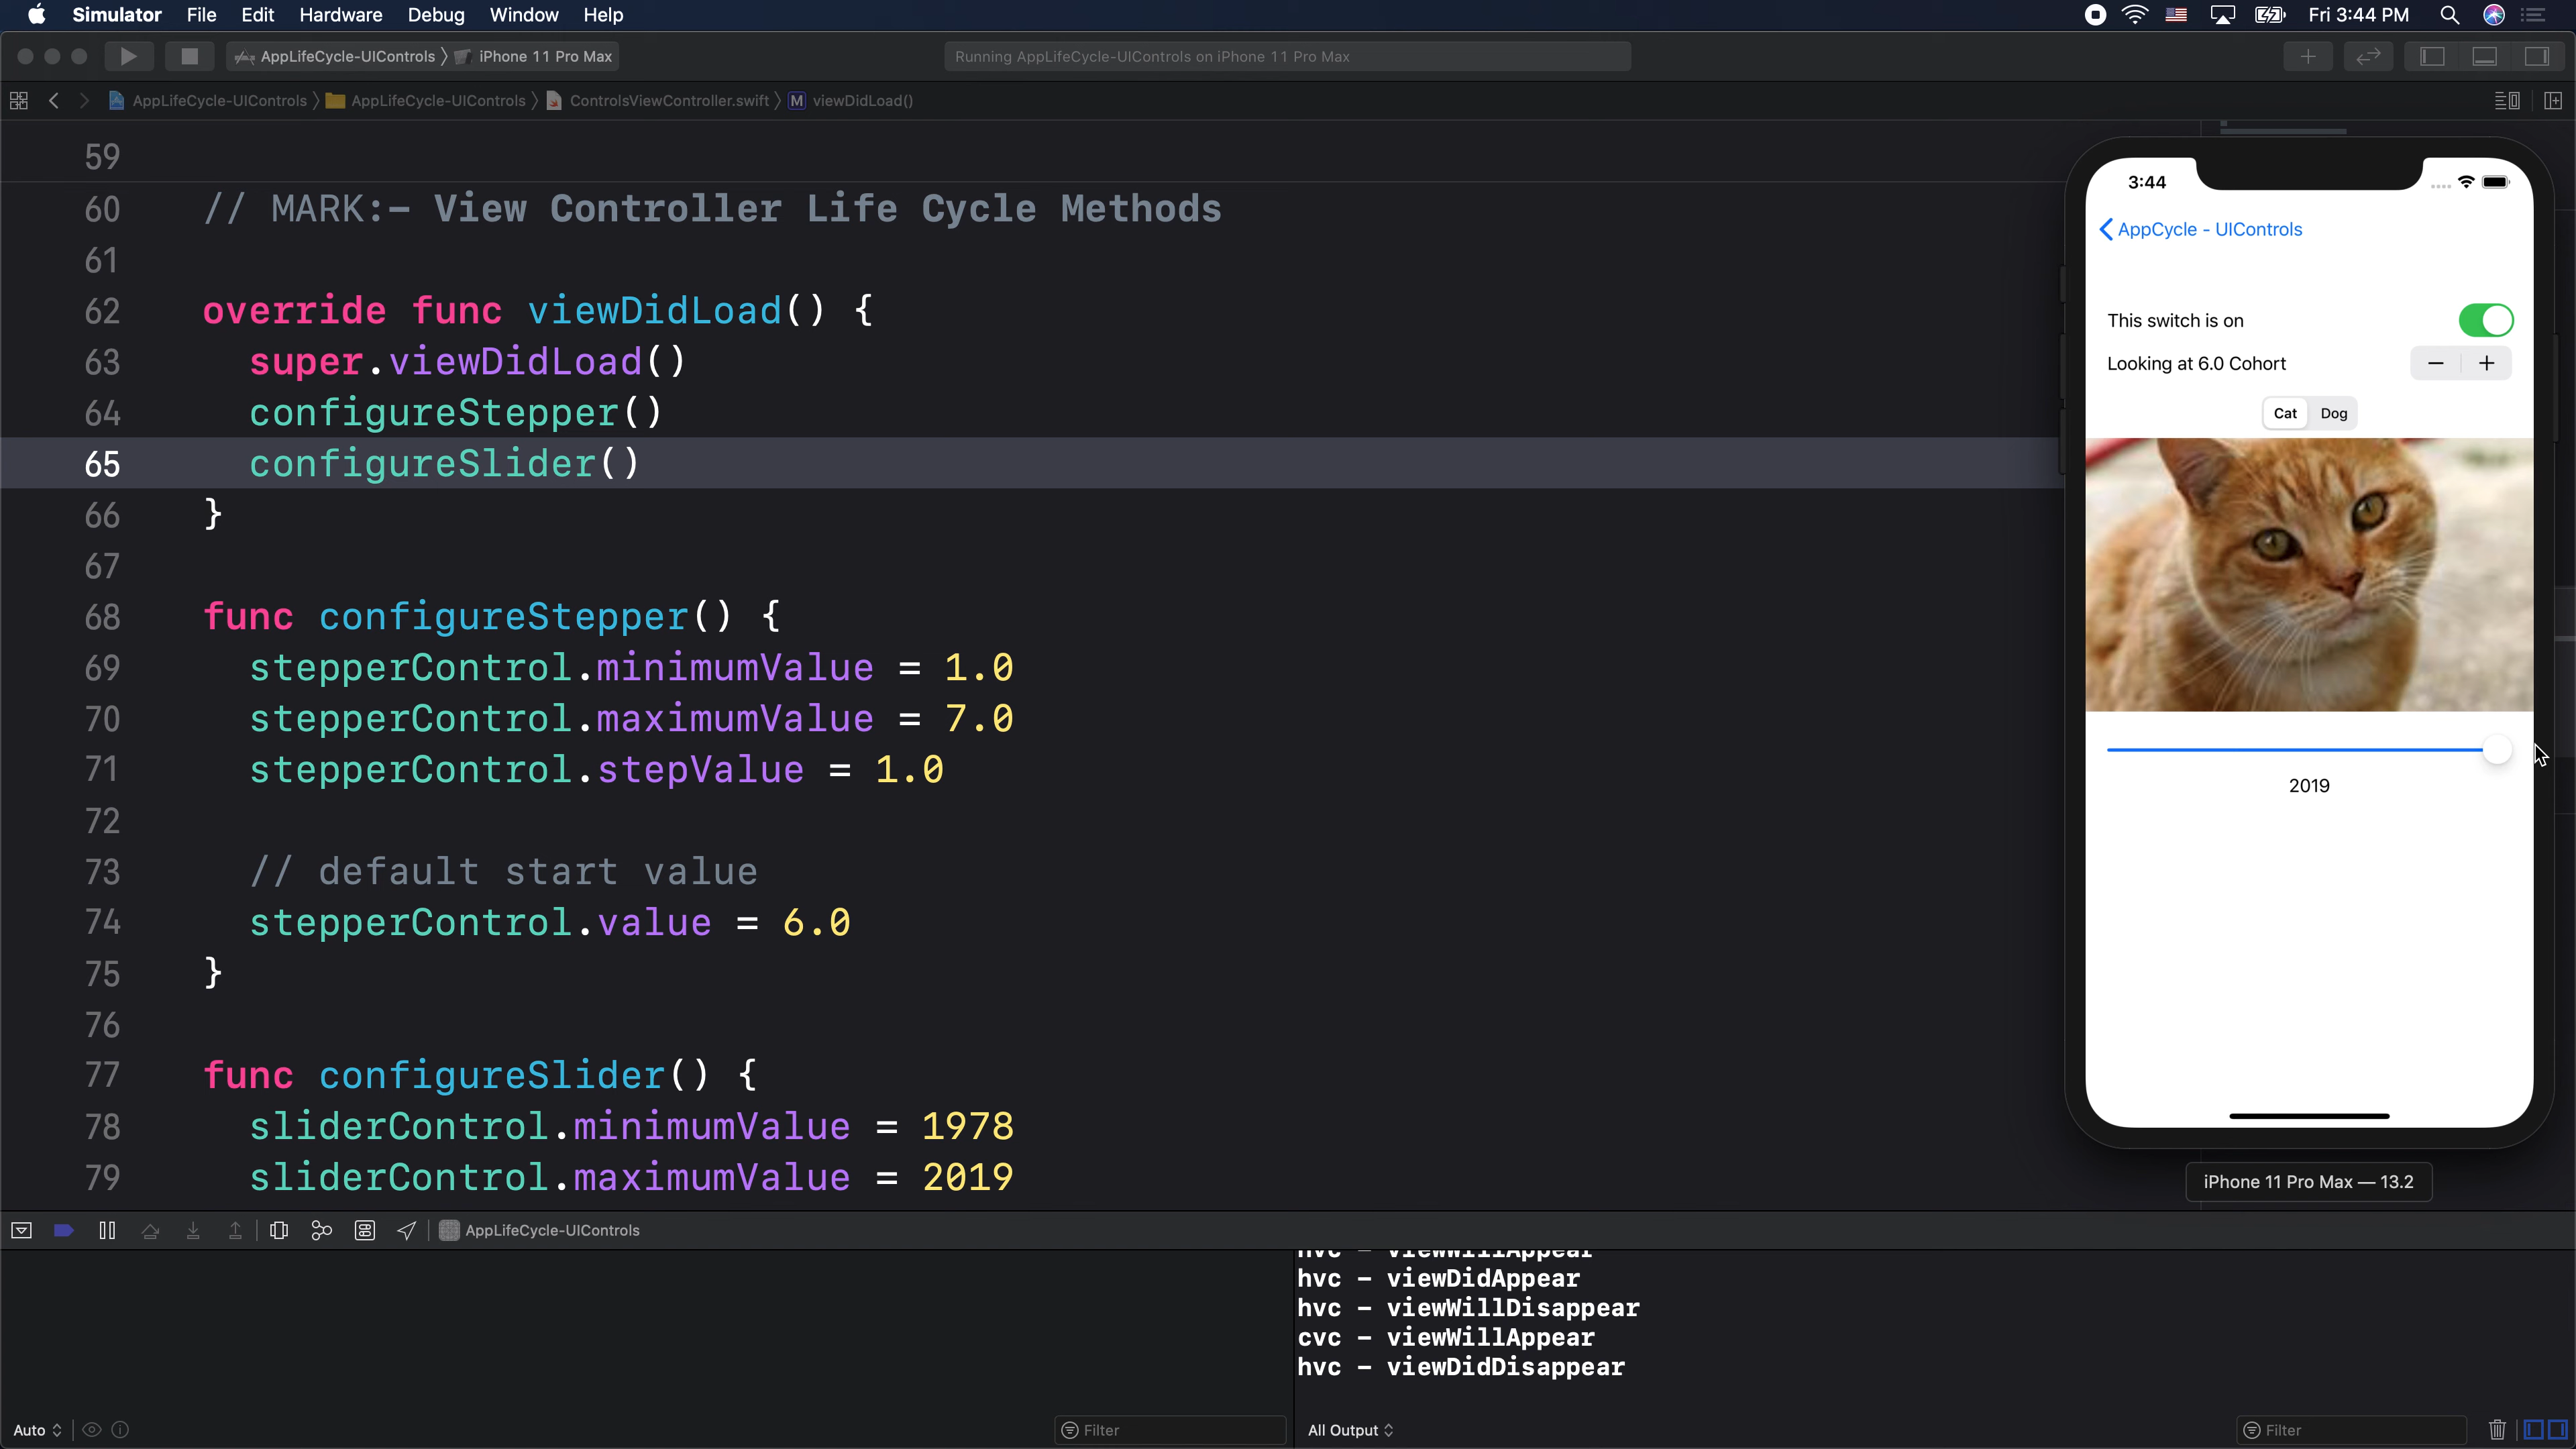 Simulator File Edit Hardware Debug Window Help Fri 3:44 PM
AppLifeCycle-UIControls iPhone 11 Pro Max Running AppLifeCycle-UIControls on iPhone 11 Pro Max
AppLifeCycle-UIControls AppLifeCycle-UIControls ControlsViewController.swift M viewDidLoad()
59
60 // MARK:- View Controller Life Cycle Methods
61
62 override func viewDidLoad() {
63 super.viewDidLoad()
64 configureStepper()
65 configureSlider()
66 }
67
68 func configureStepper() {
69 stepperControl.minimumValue = 1.0
70 stepperControl.maximumValue = 7.0
71 stepperControl.stepValue = 1.0
72
73 // default start value
74 stepperControl.value = 6.0
75 }
76
77 func configureSlider() {
78 sliderControl.minimumValue = 1978
79 sliderControl.maximumValue = 2019
3:44
AppCycle - UIControls
This switch is on
Looking at 6.0 Cohort − +
Cat Dog
2019
iPhone 11 Pro Max — 13.2
AppLifeCycle-UIControls
hvc - viewWillAppear
hvc - viewDidAppear
hvc - viewWillDisappear
cvc - viewWillAppear
hvc - viewDidDisappear
Auto Filter All Output Filter